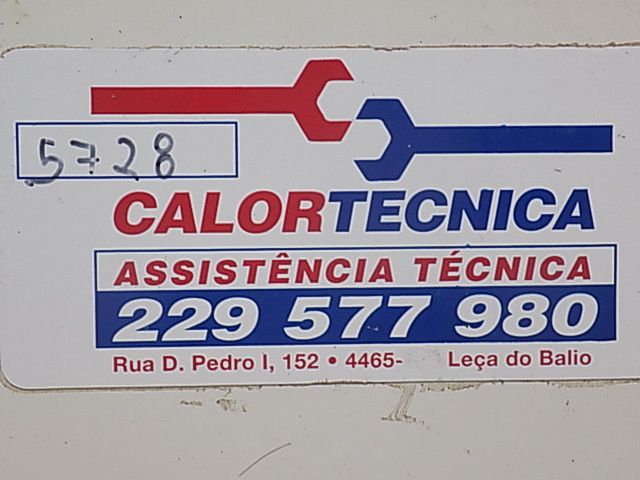 5728
CALORTECNICA
ASSISTÊNCIA TÉCNICA
229 577 980
Rua D. Pedro I, 152 • 4465- Leça do Balio